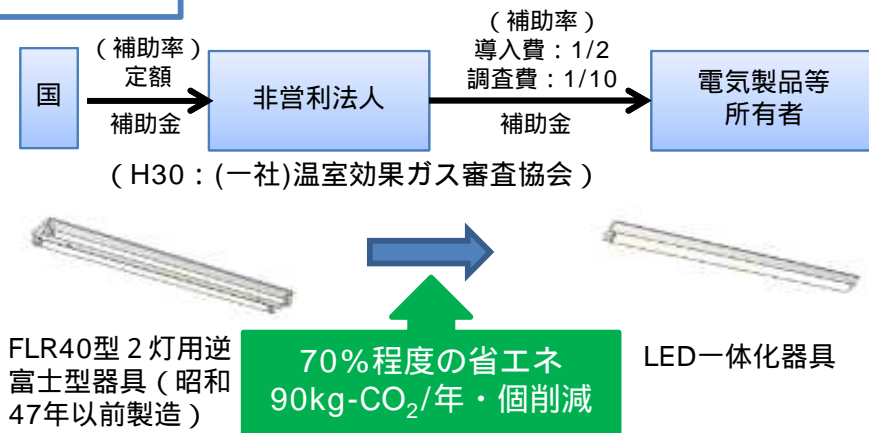 国
（補助率）
定額
補助金
非営利法人
（補助率）
導入費：1/2
調査費：1/10
補助金
電気製品等
所有者
（H30：(一社)温室効果ガス審査協会）
FLR40型２灯用逆
富士型器具（昭和
47年以前製造）
70%程度の省エネ
90kg-CO₂/年・個削減
LED一体化器具